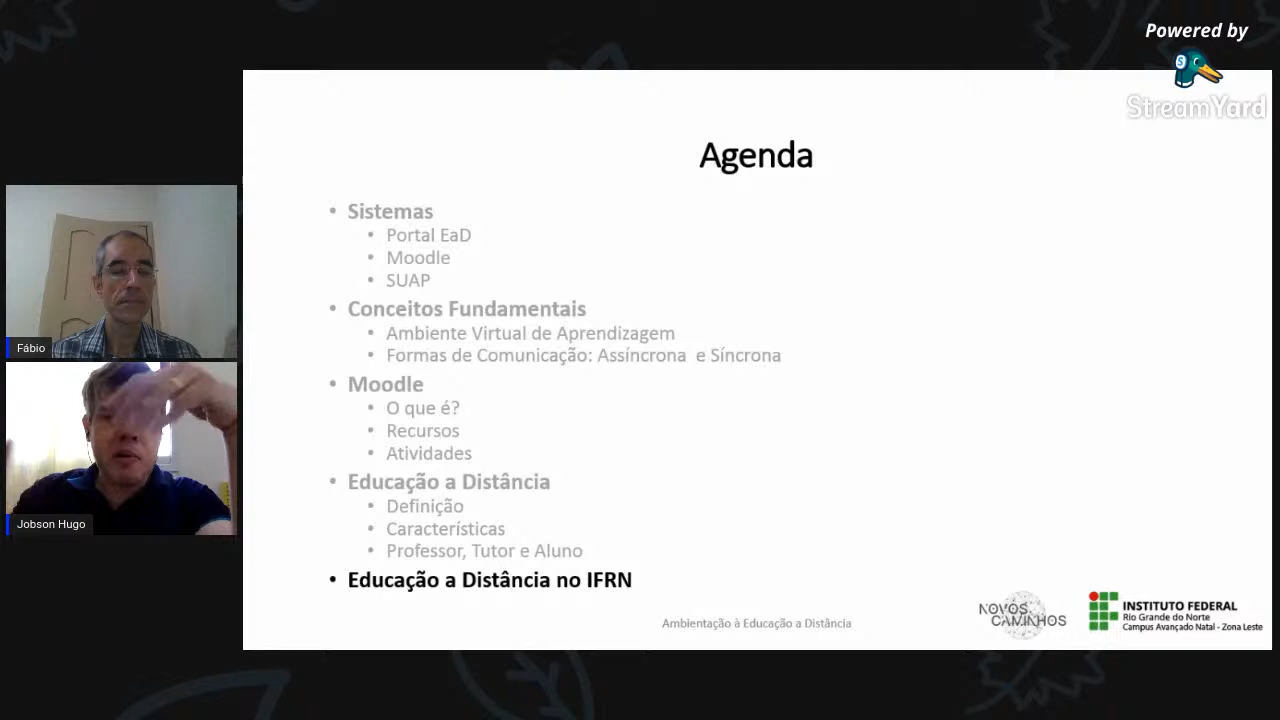 Powered by
StreamYard
Agenda
• Sistemas
• Portal EaD
• Moodle
• SUAP
• Conceitos Fundamentais
• Ambiente Virtual de Aprendizagem
• Formas de Comunicação: Assíncrona e Síncrona
• Moodle
• O que é?
• Recursos
• Atividades
• Educação a Distância
• Definição
• Características
• Professor, Tutor e Aluno
• Educação a Distância no IFRN
Fábio
Jobson Hugo
Ambientação à Educação a Distância
NOVOS
CAMINHOS
INSTITUTO FEDERAL
Rio Grande do Norte
Campus Avançado Natal - Zona Leste